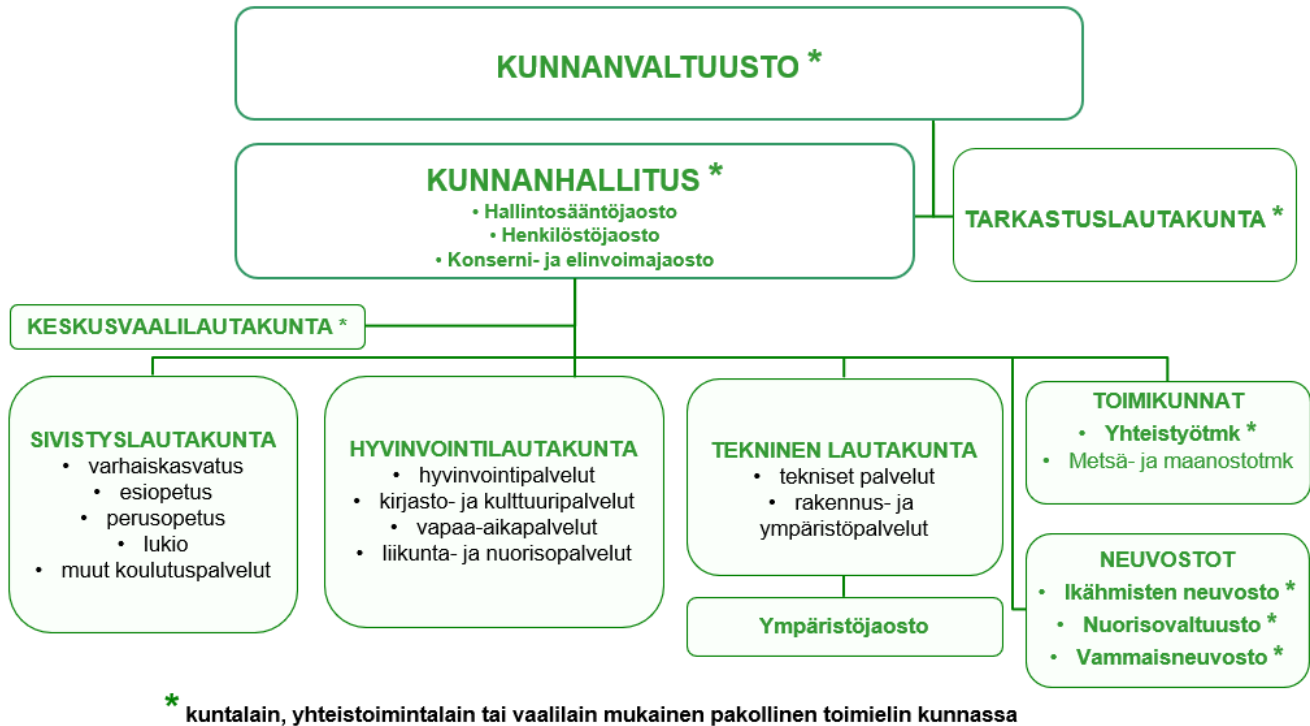 KUNNANVALTUUSTO *
KUNNANHALLITUS *
• Hallintosääntöjaosto
• Henkilöstöjaosto
• Konserni- ja elinvoimajaosto
TARKASTUSLAUTAKUNTA *
KESKUSVAALILAUTAKUNTA *
SIVISTYSLAUTAKUNTA
• varhaiskasvatus
• esiopetus
• perusopetus
• lukio
• muut koulutuspalvelut
HYVINVOINTILAUTAKUNTA
• hyvinvointipalvelut
• kirjasto- ja kulttuuripalvelut
• vapaa-aikapalvelut
• liikunta- ja nuorisopalvelut
TEKNINEN LAUTAKUNTA
• tekniset palvelut
• rakennus- ja
ympäristöpalvelut
Ympäristöjaosto
TOIMIKUNNAT
• Yhteistyötmk *
• Metsä- ja maanostotmk
NEUVOSTOT
• Ikähmisten neuvosto *
• Nuorisovaltuusto *
• Vammaisneuvosto *
* kuntalain, yhteistoimintalain tai vaalilain mukainen pakollinen toimielin kunnassa